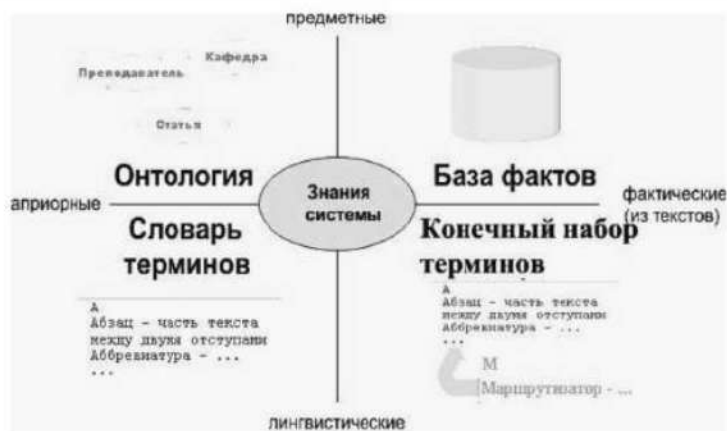 предметные
Кафедра
Преподаватель
Статья
Онтология
База фактов
априорные
Знания
системы
фактические
(из текстов)
Словарь
терминов
Конечный набор
терминов
А
Абзац - часть текста
между двумя отступами
Аббревиатура - ...
...
А
Абзац - часть текста
между двумя отступами
Аббревиатура - ...
...
М
Маршрутизатор - ...
лингвистические